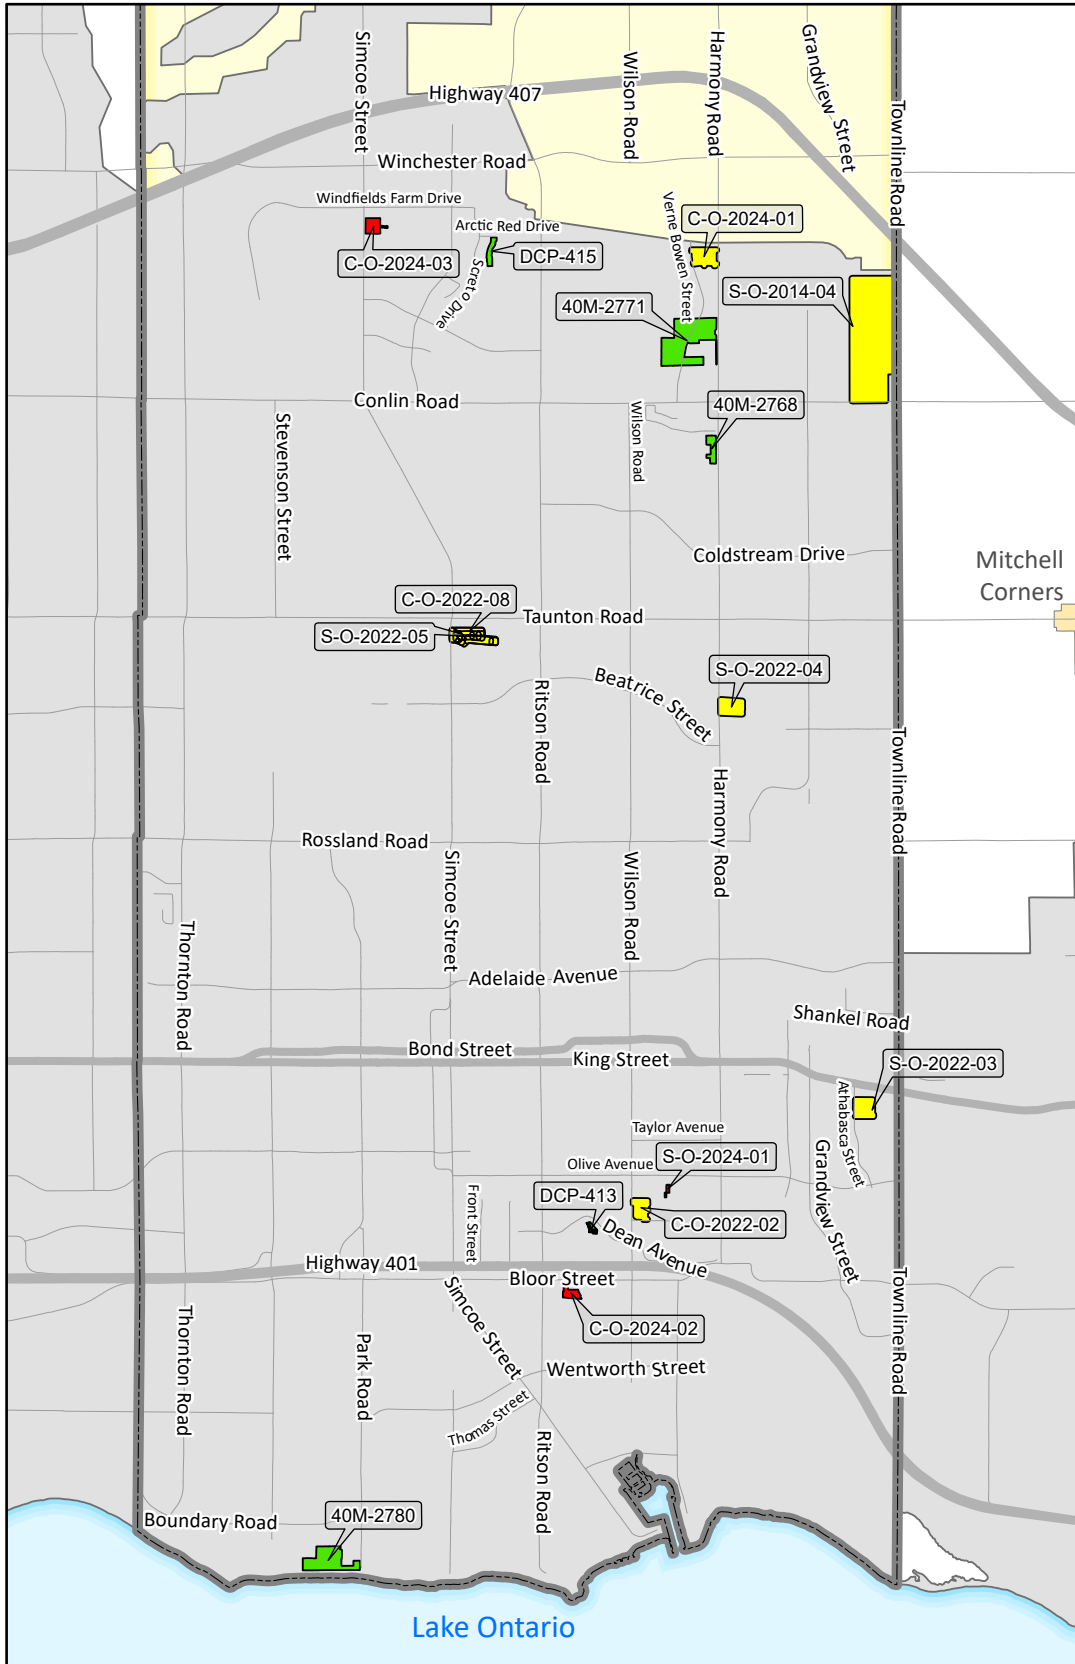 Simcoe Street
Highway 407
Wilson Road
Harmony Road
Grandview Street
Townline Road
Winchester Road
Windfields Farm Drive
Arctic Red Drive
Verne Bowen Street
C-O-2024-01
C-O-2024-03
DCP-415
Screto Drive
S-O-2014-04
40M-2771
Conlin Road
40M-2768
Wilson Road
Stevenson Street
Coldstream Drive
Mitchell
Corners
C-O-2022-08
Taunton Road
S-O-2022-05
S-O-2022-04
Beatrice Street
Ritson Road
Townline Road
Harmony Road
Rossland Road
Simcoe Street
Wilson Road
Thornton Road
Adelaide Avenue
Shankel Road
Bond Street
King Street
S-O-2022-03
Athabasca Street
Taylor Avenue
S-O-2024-01
Olive Avenue
Grandview Street
Front Street
DCP-413
C-O-2022-02
Dean Avenue
Highway 401
Bloor Street
Townline Road
Simcoe Street
C-O-2024-02
Thornton Road
Park Road
Wentworth Street
Thomas Street
Ritson Road
Boundary Road
40M-2780
Lake Ontario